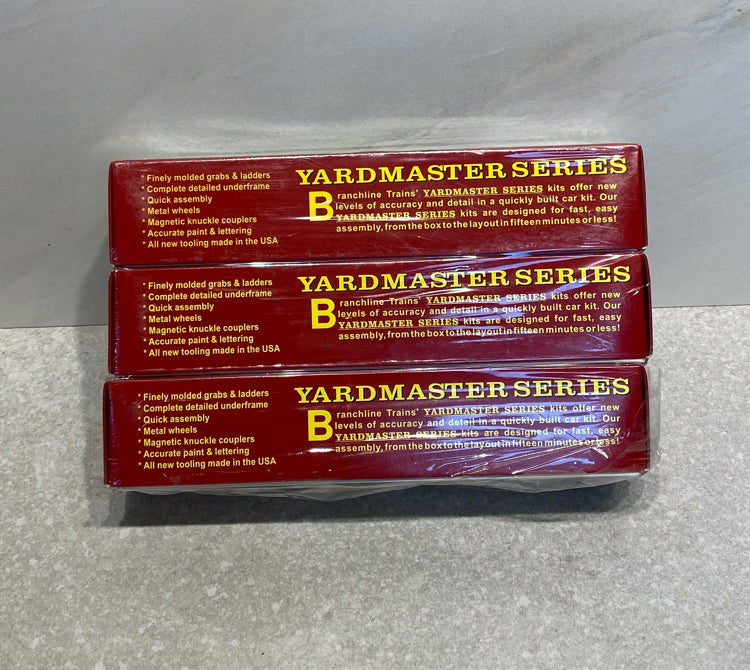 * Finely molded grabs & ladders
* Complete detailed underframe
* Quick assembly
* Metal wheels
* Magnetic knuckle couplers
* Accurate paint & lettering
* All new tooling made in the USA
YARDMASTER SERIES
Branchline Trains' YARDMASTER SERIES kits offer new
levels of accuracy and detail in a quickly built car kit. Our
YARDMASTER SERIES kits are designed for fast, easy
assembly, from the box to the layout in fifteen minutes or less!
* Finely molded grabs & ladders
* Complete detailed underframe
* Quick assembly
* Metal wheels
* Magnetic knuckle couplers
* Accurate paint & lettering
* All new tooling made in the USA
YARDMASTER SERIES
Branchline Trains' YARDMASTER SERIES kits offer new
levels of accuracy and detail in a quickly built car kit. Our
YARDMASTER SERIES kits are designed for fast, easy
assembly, from the box to the layout in fifteen minutes or less!
* Finely molded grabs & ladders
* Complete detailed underframe
* Quick assembly
* Metal wheels
* Magnetic knuckle couplers
* Accurate paint & lettering
* All new tooling made in the USA
YARDMASTER SERIES
Branchline Trains' YARDMASTER SERIES kits offer new
levels of accuracy and detail in a quickly built car kit. Our
YARDMASTER SERIES kits are designed for fast, easy
assembly, from the box to the layout in fifteen minutes or less!